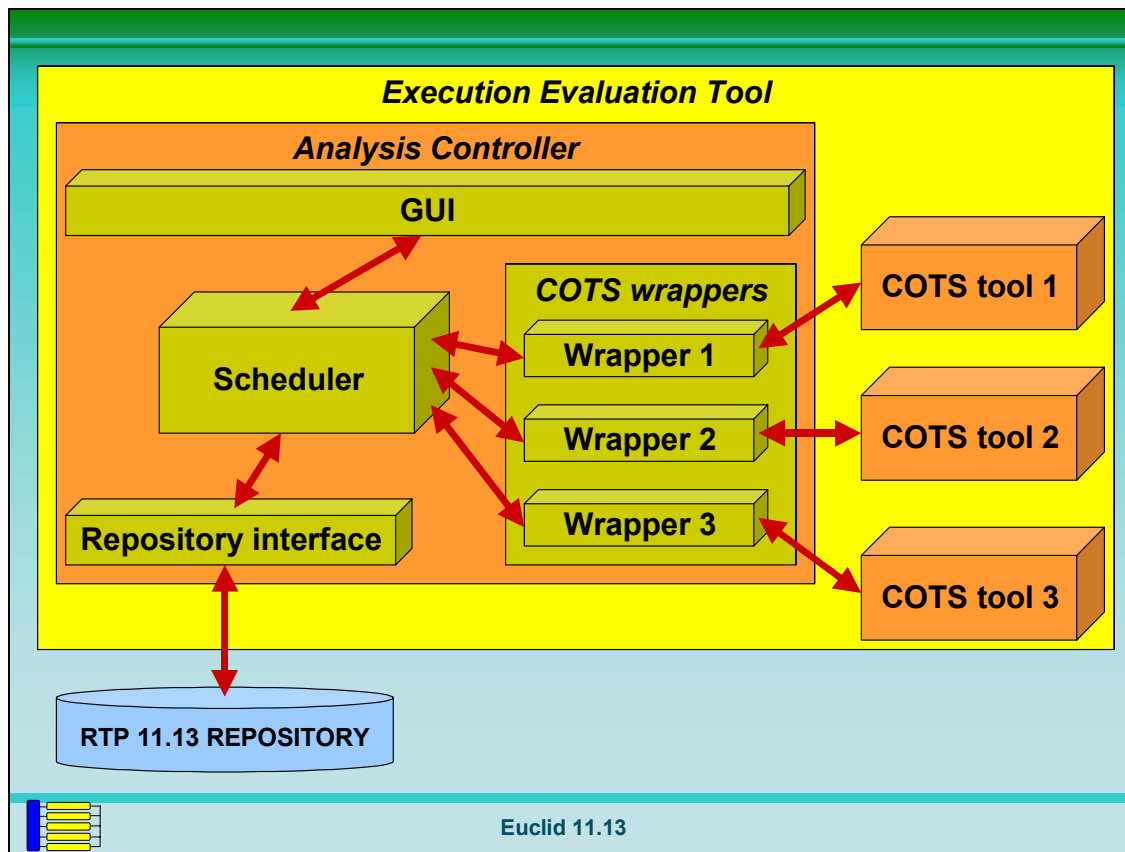 Execution Evaluation Tool
Analysis Controller
GUI
COTS wrappers
COTS tool 1
Wrapper 1
Scheduler
Wrapper 2
COTS tool 2
Wrapper 3
Repository interface
COTS tool 3
RTP 11.13 REPOSITORY
Euclid 11.13